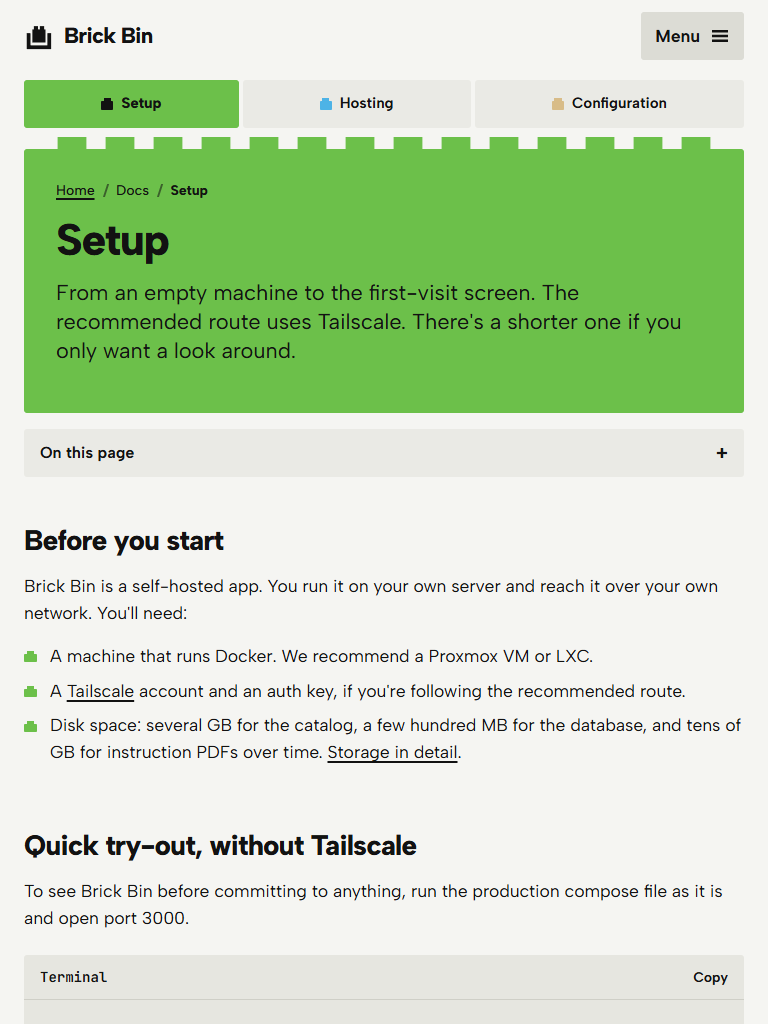 Brick Bin
Menu
Setup
Hosting
Configuration
Home / Docs / Setup
Setup
From an empty machine to the first-visit screen. The
recommended route uses Tailscale. There's a shorter one if you
only want a look around.
On this page
+
Before you start
Brick Bin is a self-hosted app. You run it on your own server and reach it over your own
network. You'll need:
A machine that runs Docker. We recommend a Proxmox VM or LXC.
A Tailscale account and an auth key, if you're following the recommended route.
Disk space: several GB for the catalog, a few hundred MB for the database, and tens of
GB for instruction PDFs over time. Storage in detail.
Quick try-out, without Tailscale
To see Brick Bin before committing to anything, run the production compose file as it is
and open port 3000.
Terminal
Copy